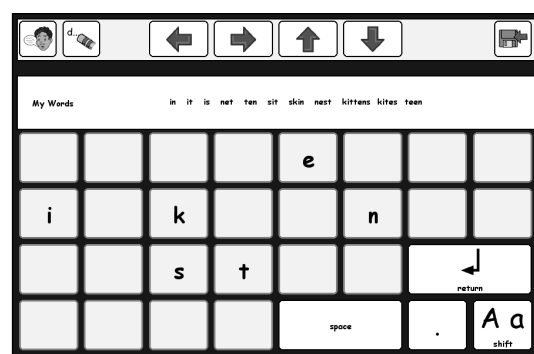 d...
My Words in it is net ten sit skin nest kittens kites teen
e
i k n
s t
return
space . A a
shift